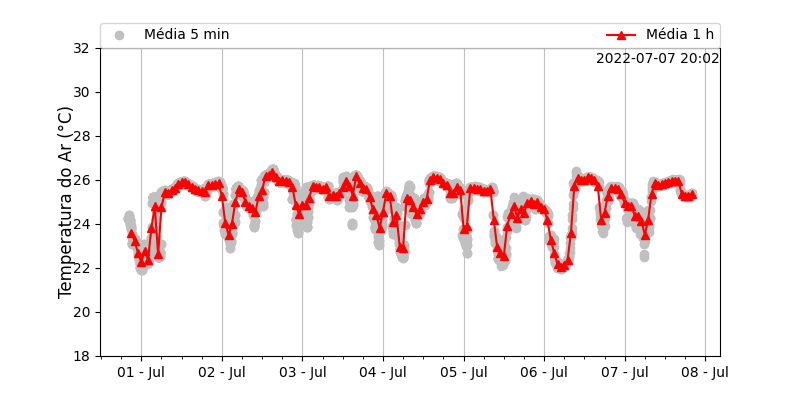 Média 5 min
Média 1 h
2022-07-07 20:02
Temperatura do Ar (°C)
32
30
28
26
24
22
20
18
01 - Jul
02 - Jul
03 - Jul
04 - Jul
05 - Jul
06 - Jul
07 - Jul
08 - Jul